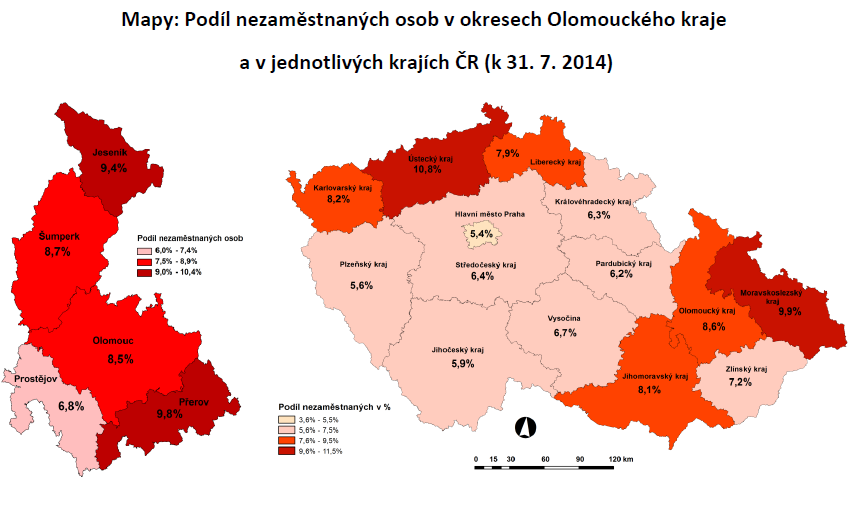 Mapy: Podíl nezaměstnaných osob v okresech Olomouckého kraje
a v jednotlivých krajích ČR (k 31. 7. 2014)
Jeseník
9,4%
Šumperk
8,7%
Olomouc
8,5%
Prostějov
6,8%
Přerov
9,8%
Podíl nezaměstnaných osob
6,0% - 7,4%
7,5% - 8,9%
9,0% - 10,4%
Ústecký kraj
10,8%
7,9%
Liberecký kraj
Karlovarský kraj
8,2%
Královéhradecký kraj
6,3%
Hlavní město Praha
5,4%
Plzeňský kraj
5,6%
Středočeský kraj
6,4%
Pardubický kraj
6,2%
Moravskoslezský
kraj
9,9%
Olomoucký kraj
8,6%
Vysočina
6,7%
Jihočeský kraj
5,9%
Jihomoravský kraj
8,1%
Zlínský kraj
7,2%
Podíl nezaměstnaných v %
3,6% - 5,5%
5,6% - 7,5%
7,6% - 9,5%
9,6% - 11,5%
0 15 30 60 90 120 km